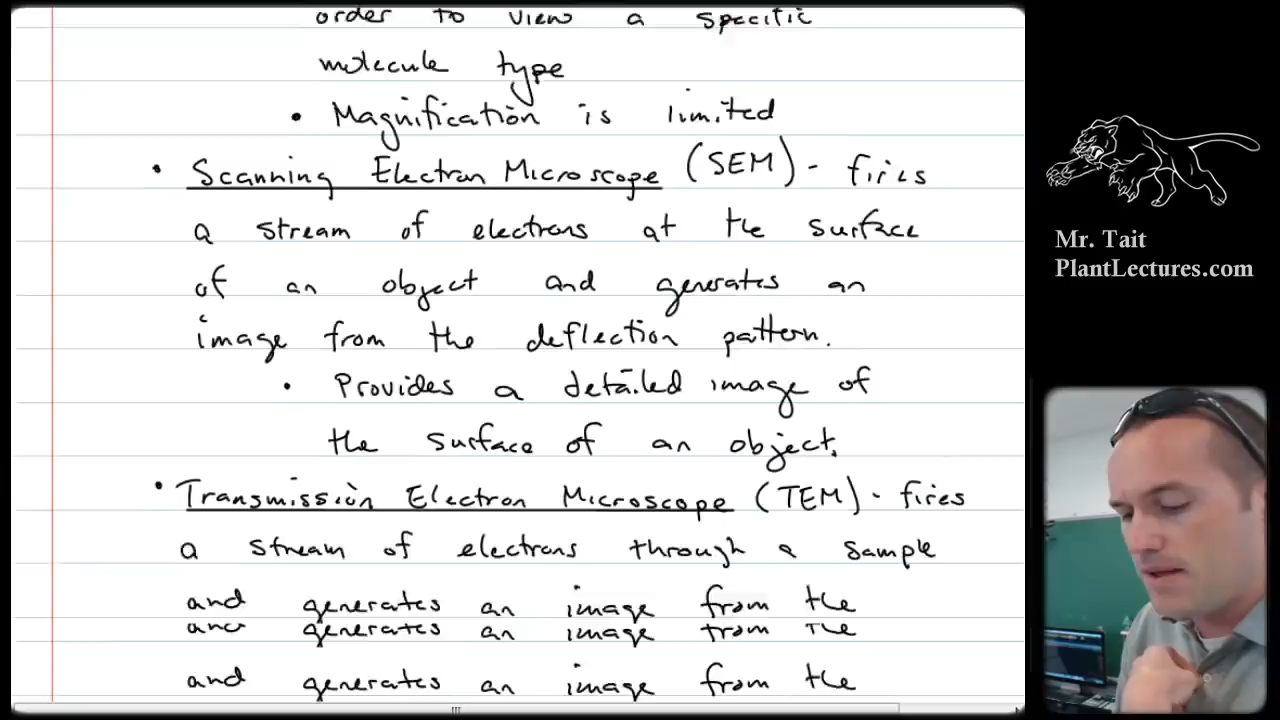 order to view a specific
molecule type
• Magnification is limited
• Scanning Electron Microscope (SEM) - fires
a stream of electrons at the surface
of an object and generates an
image from the deflection pattern.
• Provides a detailed image of
the surface of an object.
• Transmission Electron Microscope (TEM) - fires
a stream of electrons through a sample
and generates an image from the
and generates an image from the
and generates an image from the
Mr. Tait
PlantLectures.com